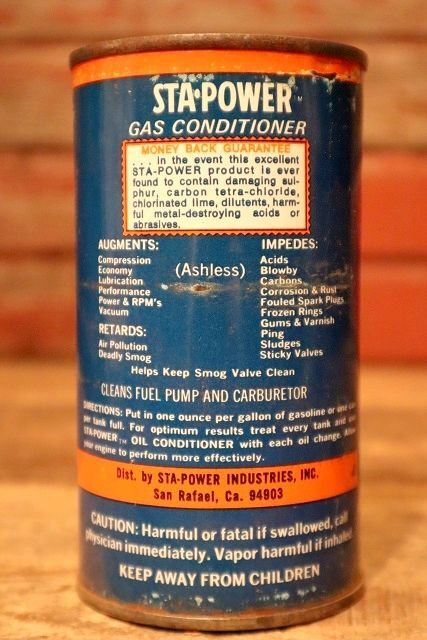 STA·POWER™
GAS CONDITIONER
MONEY BACK GUARANTEE
. . . in the event this excellent
STA-POWER product is ever
found to contain damaging sul-
phur, carbon tetra-chloride,
chlorinated lime, dilutents, harm-
ful metal-destroying acids or
abrasives.
AUGMENTS:
Compression
Economy
Lubrication
Performance
Power & RPM's
Vacuum
RETARDS:
Air Pollution
Deadly Smog
(Ashless)
IMPEDES:
Acids
Blowby
Carbons
Corrosion & Rust
Fouled Spark Plugs
Frozen Rings
Gums & Varnish
Ping
Sludges
Sticky Valves
Helps Keep Smog Valve Clean
CLEANS FUEL PUMP AND CARBURETOR
DIRECTIONS: Put in one ounce per gallon of gasoline or one can
per tank full. For optimum results treat every tank and
STA-POWER™ OIL CONDITIONER with each oil change.
your engine to perform more effectively.
Dist. by STA-POWER INDUSTRIES, INC.
San Rafael, Ca. 94903
CAUTION: Harmful or fatal if swallowed, call
physician immediately. Vapor harmful if inhaled.
KEEP AWAY FROM CHILDREN